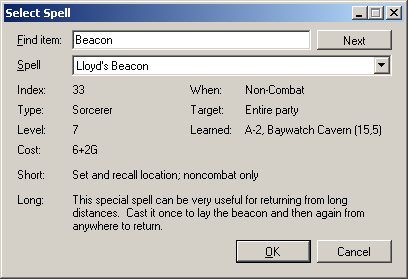 Select Spell
Find item: Beacon Next
Spell Lloyd's Beacon
Index: 33 When: Non-Combat
Type: Sorcerer Target: Entire party
Level: 7 Learned: A-2, Baywatch Cavern (15,5)
Cost: 6+2G
Short: Set and recall location; noncombat only
Long: This special spell can be very useful for returning from long
distances. Cast it once to lay the beacon and then again from
anywhere to return.
OK Cancel